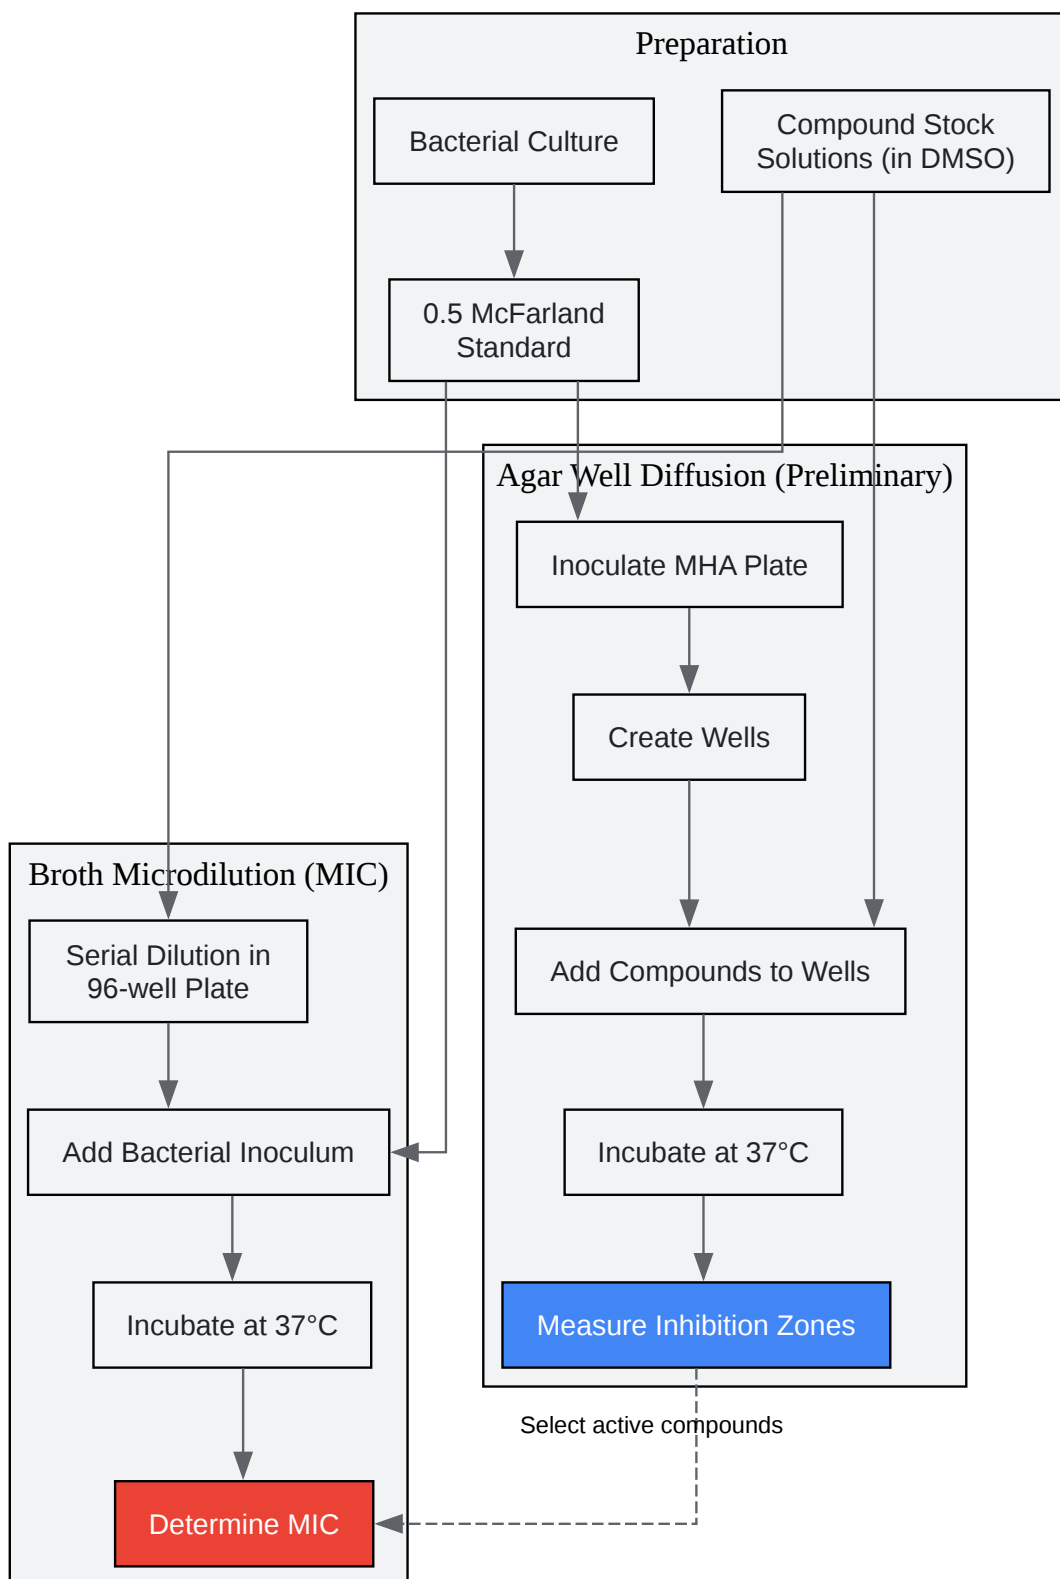 Preparation
Bacterial Culture
Compound Stock
Solutions (in DMSO)
0.5 McFarland
Standard
Agar Well Diffusion (Preliminary)
Inoculate MHA Plate
Create Wells
Add Compounds to Wells
Incubate at 37°C
Measure Inhibition Zones
Select active compounds
Broth Microdilution (MIC)
Serial Dilution in
96-well Plate
Add Bacterial Inoculum
Incubate at 37°C
Determine MIC